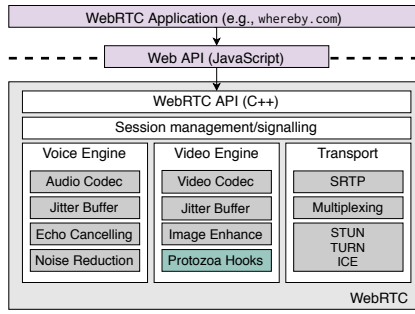 WebRTC Application (e.g., whereby.com)
Web API (JavaScript)
WebRTC API (C++)
Session management/signalling
Voice Engine
Audio Codec
Jitter Buffer
Echo Cancelling
Noise Reduction
Video Engine
Video Codec
Jitter Buffer
Image Enhance
Protozoa Hooks
Transport
SRTP
Multiplexing
STUN
TURN
ICE
WebRTC